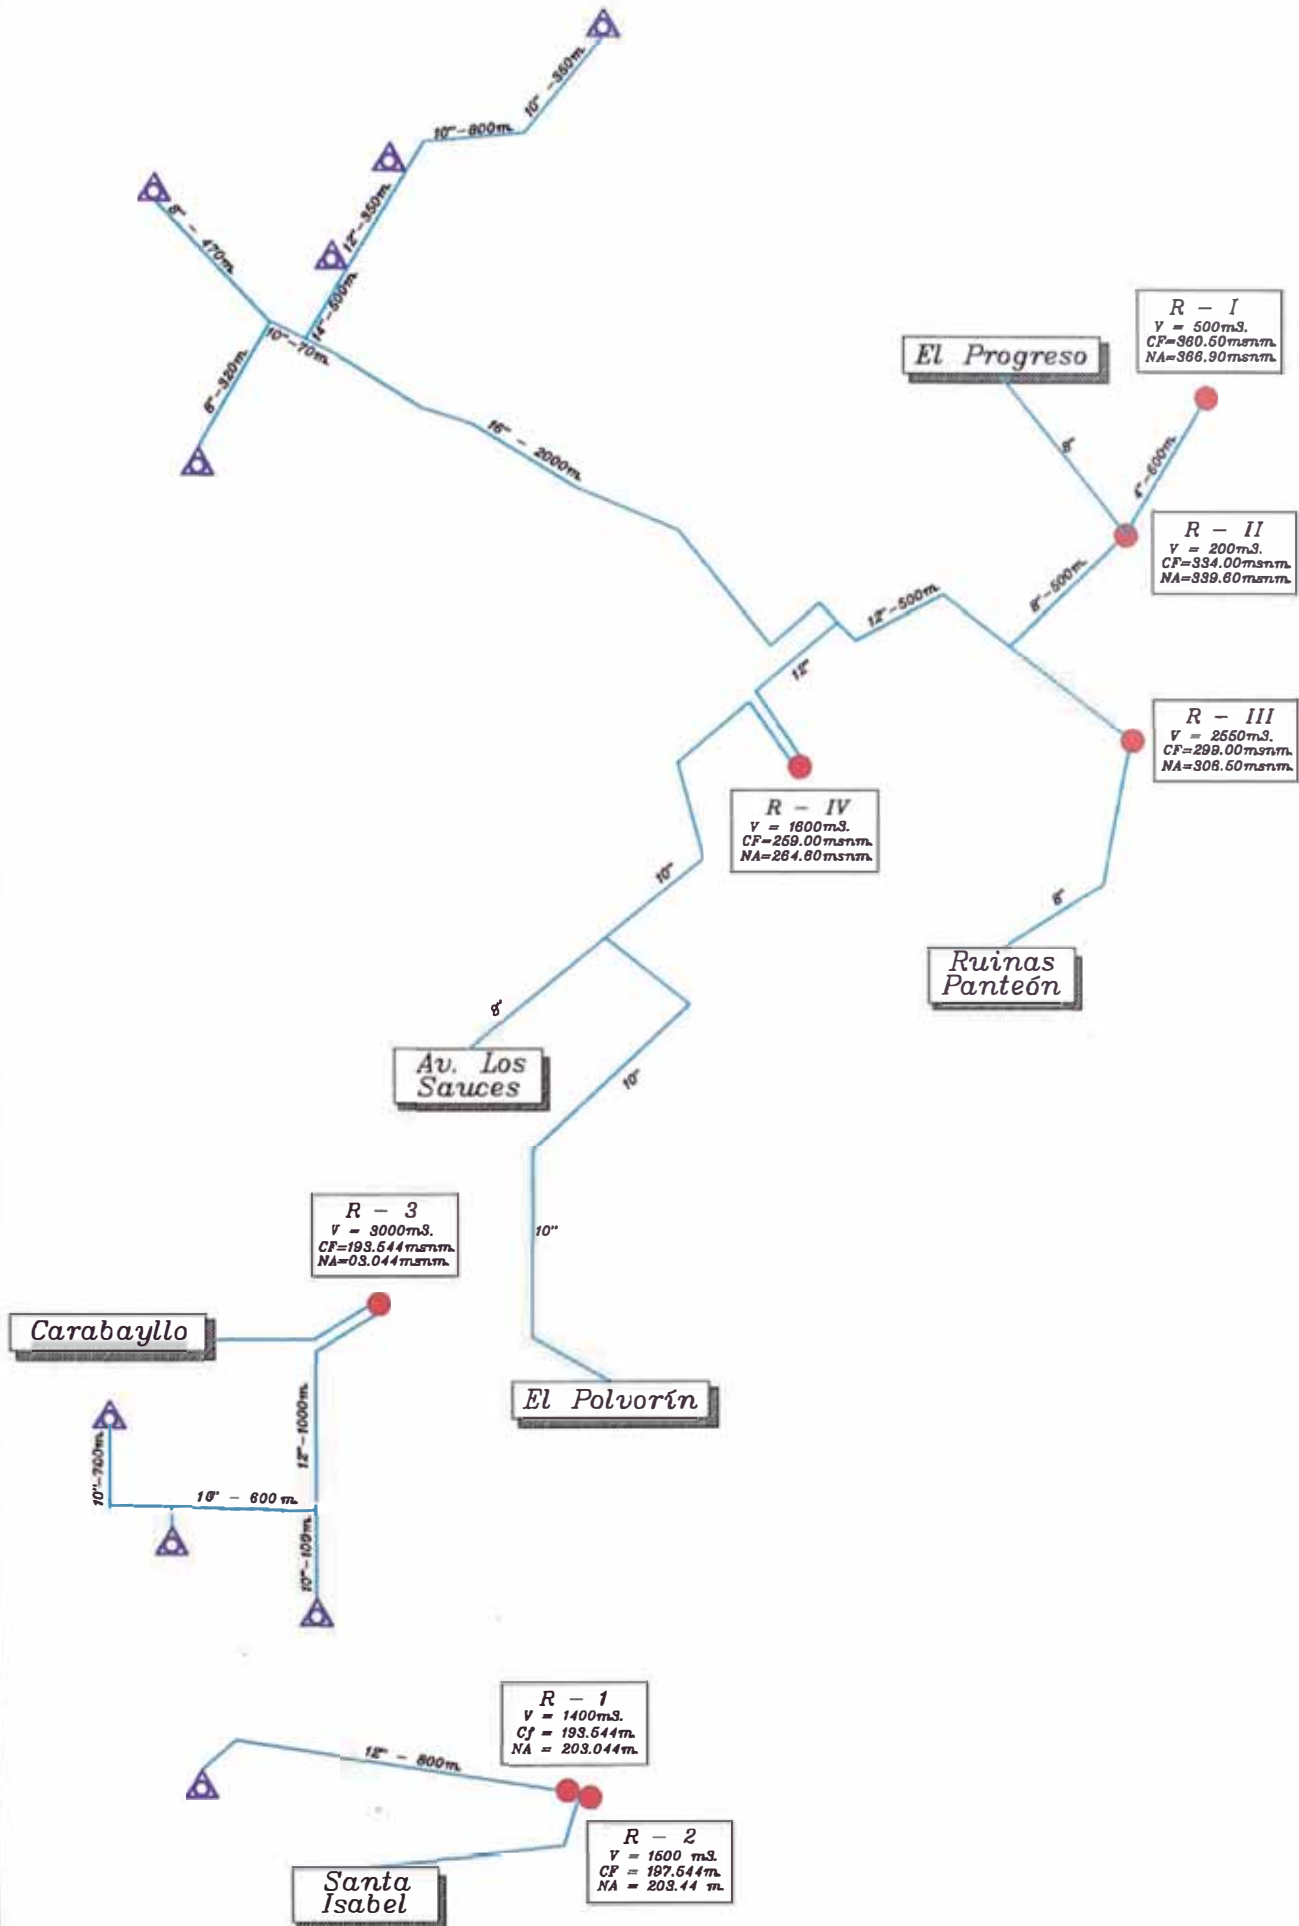 10" - 350m.
10" - 800m.
12" - 350m.
8" - 470m.
14" - 500m.
10" - 70m.
8" - 320m.
16" - 2000m.
R - I
V = 500m3.
CF=360.50msnm.
NA=366.90msnm.
El Progreso
8"
4" - 600m.
R - II
V = 200m3.
CF=334.00msnm.
NA=339.60msnm.
8" - 500m.
12" - 500m.
12"
R - III
V = 2550m3.
CF=299.00msnm.
NA=306.50msnm.
R - IV
V = 1600m3.
CF=259.00msnm.
NA=264.60msnm.
10"
8"
Ruinas
Panteón
8"
Av. Los
Sauces
10"
10"
R - 3
V = 3000m3.
CF=193.544msnm.
NA=03.044msnm.
Carabayllo
El Polvorín
12" - 1000m.
10" - 700m.
10" - 600 m.
10" - 100m.
R - 1
V = 1400m3.
Cf = 193.544m.
NA = 203.044m.
12" - 800m.
R - 2
V = 1500 m3.
CF = 197.544m.
NA = 203.44 m.
Santa
Isabel